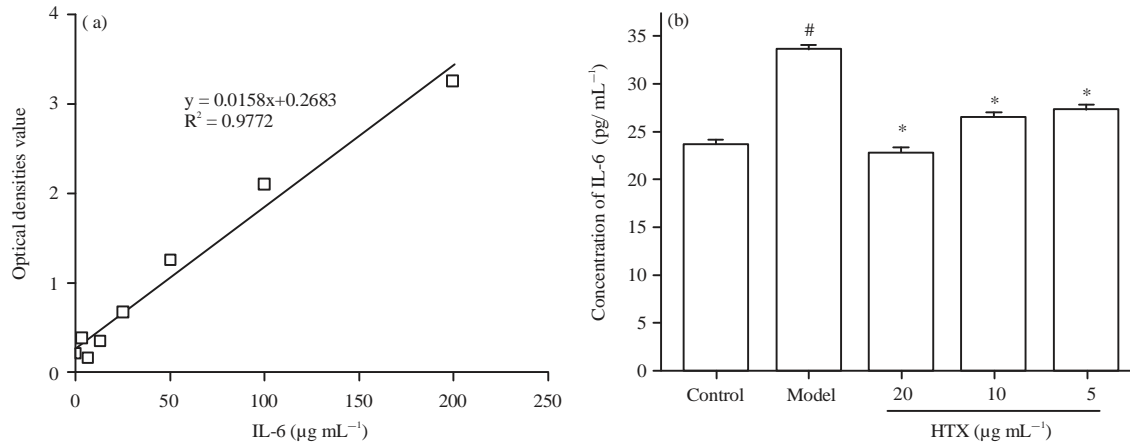 (a)
4
3
2
1
0
Optical densities value
y = 0.0158x+0.2683
R² = 0.9772
0 50 100 150 200 250
IL-6 (µg mL⁻¹)
(b)
35
30
25
20
15
10
5
0
Concentration of IL-6 (pg/ mL⁻¹)
#
*
*
*
Control Model 20 10 5
HTX (µg mL⁻¹)